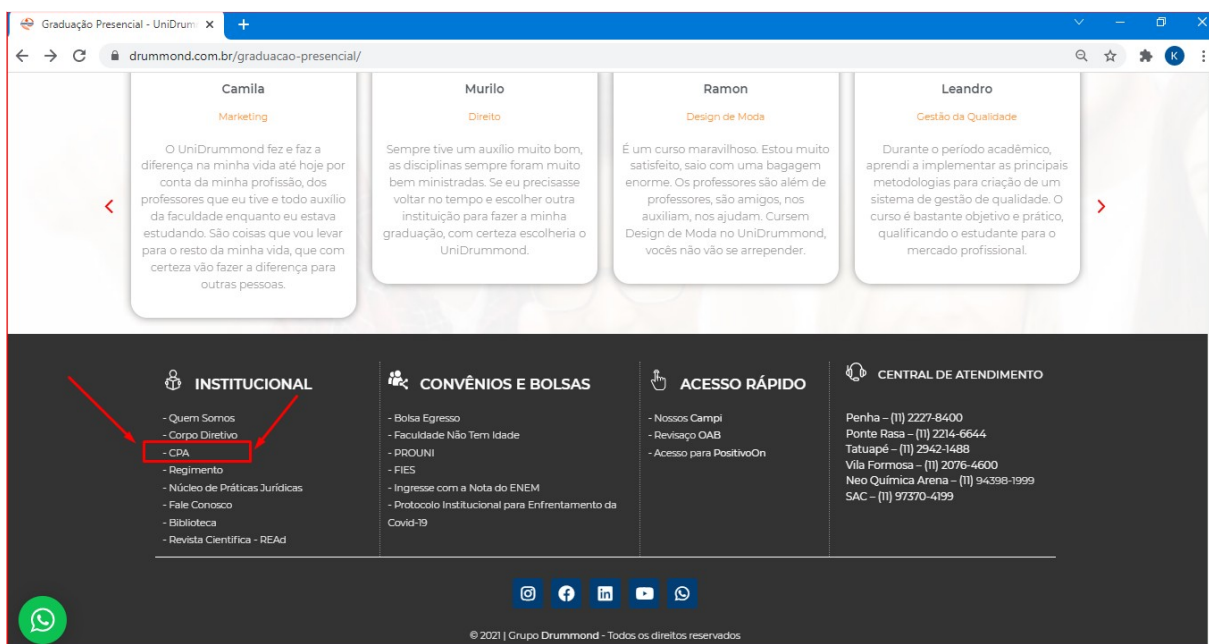 Graduação Presencial - UniDrum
drummond.com.br/graduacao-presencial/
K
Camila
Marketing
O UniDrummond fez e faz a
diferença na minha vida até hoje por
conta da minha profissão, dos
professores que eu tive e todo auxílio
da faculdade enquanto eu estava
estudando. São coisas que vou levar
para o resto da minha vida, que com
certeza vão fazer a diferença para
outras pessoas.
Murilo
Direito
Sempre tive um auxílio muito bom,
as disciplinas sempre foram muito
bem ministradas. Se eu precisasse
voltar no tempo e escolher outra
instituição para fazer a minha
graduação, com certeza escolheria o
UniDrummond.
Ramon
Design de Moda
É um curso maravilhoso. Estou muito
satisfeito, saio com uma bagagem
enorme. Os professores são além de
professores, são amigos, nos
auxiliam, nos ajudam. Cursem
Design de Moda no UniDrummond,
vocês não vão se arrepender.
Leandro
Gestão da Qualidade
Durante o período acadêmico,
aprendi a implementar as principais
metodologias para criação de um
sistema de gestão de qualidade. O
curso é bastante objetivo e prático,
qualificando o estudante para o
mercado profissional.
INSTITUCIONAL
- Quem Somos
- Corpo Diretivo
- CPA
- Regimento
- Núcleo de Práticas Jurídicas
- Fale Conosco
- Biblioteca
- Revista Científica - REAd
CONVÊNIOS E BOLSAS
- Bolsa Egresso
- Faculdade Não Tem Idade
- PROUNI
- FIES
- Ingresse com a Nota do ENEM
- Protocolo Institucional para Enfrentamento da
Covid-19
ACESSO RÁPIDO
- Nossos Campi
- Revisaço OAB
- Acesso para PositivoOn
CENTRAL DE ATENDIMENTO
Penha – (11) 2227-8400
Ponte Rasa – (11) 2214-6644
Tatuapé – (11) 2942-1488
Vila Formosa – (11) 2076-4600
Neo Química Arena – (11) 94398-1999
SAC – (11) 97370-4199
© 2021 | Grupo Drummond - Todos os direitos reservados